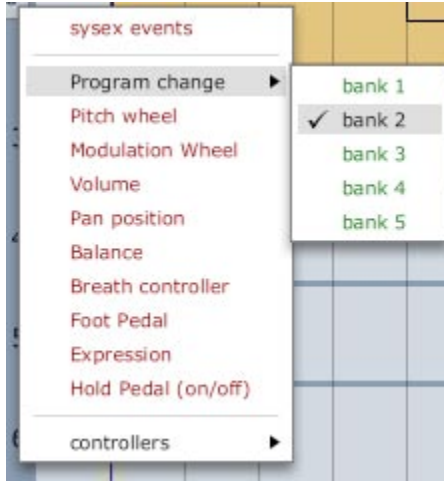 sysex events
Program change
Pitch wheel
Modulation Wheel
Volume
Pan position
Balance
Breath controller
Foot Pedal
Expression
Hold Pedal (on/off)
controllers
bank 1
bank 2
bank 3
bank 4
bank 5